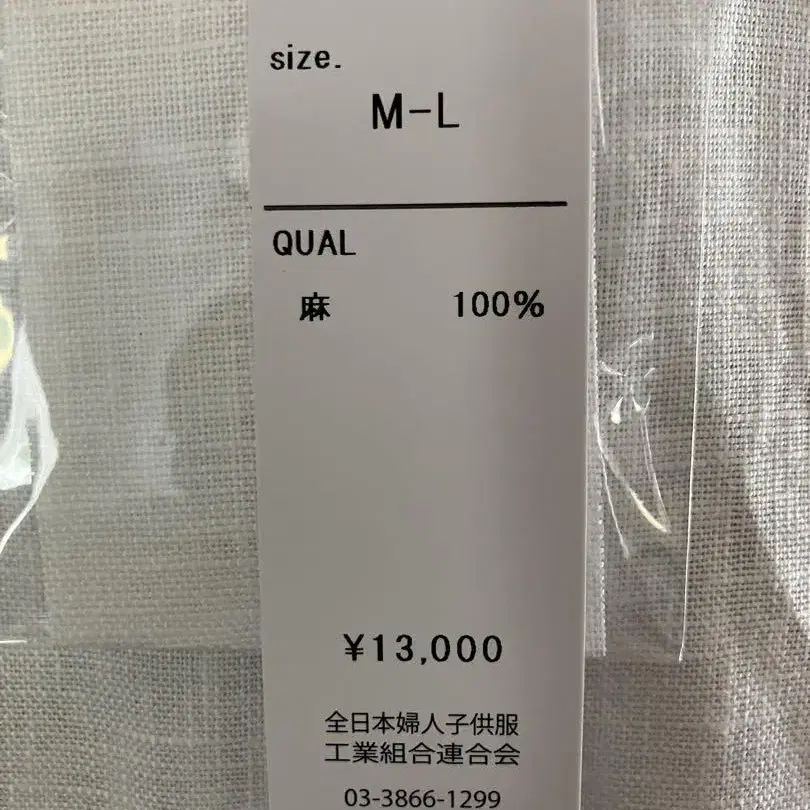 size.
M-L
QUAL
麻 100%
¥13,000
全日本婦人子供服
工業組合連合会
03-3866-1299